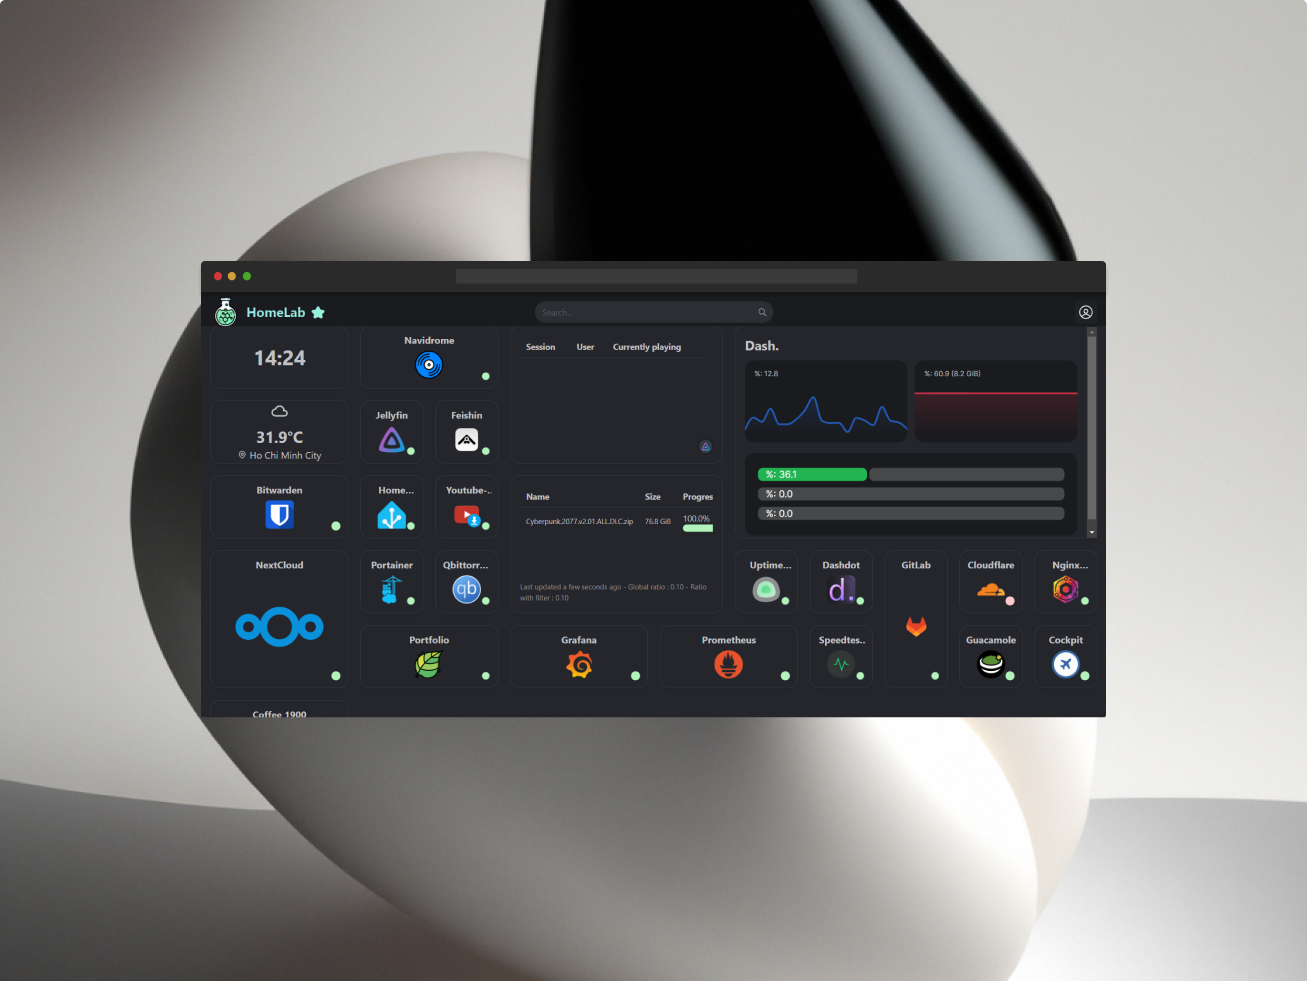 HomeLab
Search...
14:24
Navidrome
Session User Currently playing
Dash.
%: 12.8
%: 60.9 (8.2 GiB)
31.9°C
Ho Chi Minh City
Jellyfin
Feishin
%: 36.1
%: 0.0
%: 0.0
Bitwarden
Home...
Youtube-..
Name Size Progres
Cyberpunk.2077.v2.01.ALL.DLC.zip 76.8 GiB 100.0%
Last updated a few seconds ago - Global ratio : 0.10 - Ratio
with filter : 0.10
NextCloud
Portainer
Qbittorr...
qb
Uptime...
Dashdot
d.
GitLab
Cloudflare
Nginx...
Portfolio
Grafana
Prometheus
Speedtes..
Guacamole
Cockpit
Coffee 1900